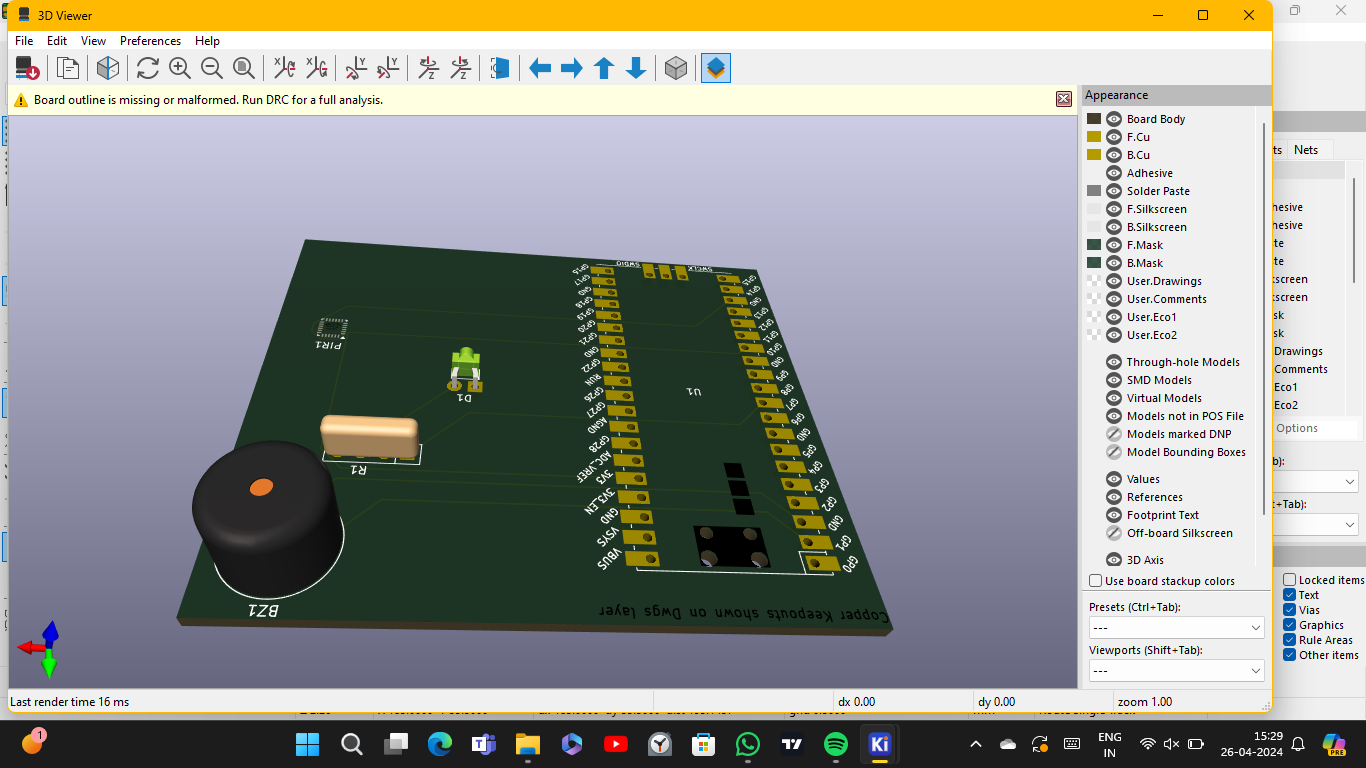 3D Viewer
File Edit View Preferences Help
Board outline is missing or malformed. Run DRC for a full analysis.
Appearance
Board Body
F.Cu
B.Cu
Adhesive
Solder Paste
F.Silkscreen
B.Silkscreen
F.Mask
B.Mask
User.Drawings
User.Comments
User.Eco1
User.Eco2
Through-hole Models
SMD Models
Virtual Models
Models not in POS File
Models marked DNP
Model Bounding Boxes
Values
References
Footprint Text
Off-board Silkscreen
3D Axis
Use board stackup colors
Presets (Ctrl+Tab):
---
Viewports (Shift+Tab):
---
ts Nets
hesive
hesive
te
te
kscreen
kscreen
sk
sk
Drawings
Comments
Eco1
Eco2
Options
b):
t+Tab):
Locked items
Text
Vias
Graphics
Rule Areas
Other items
SWDIO
SWCLK
GP16
GP17
GND
GP18
GP19
GP20
GP21
GND
GP22
RUN
GP26
GP27
AGND
GP28
ADC_VREF
3V3
3V3_EN
GND
VSYS
VBUS
GP15
GP14
GND
GP13
GP12
GP11
GP10
GND
GP9
GP8
GP7
GP6
GND
GP5
GP4
GP3
GP2
GND
GP1
GP0
U1
PIR1
D1
R1
BZ1
Copper Keepouts shown on Dwgs layer
X X Y Y Z Z
Last render time 16 ms
dx 0.00
dy 0.00
zoom 1.00
1
Ki
ENG
IN
15:29
26-04-2024
PRE